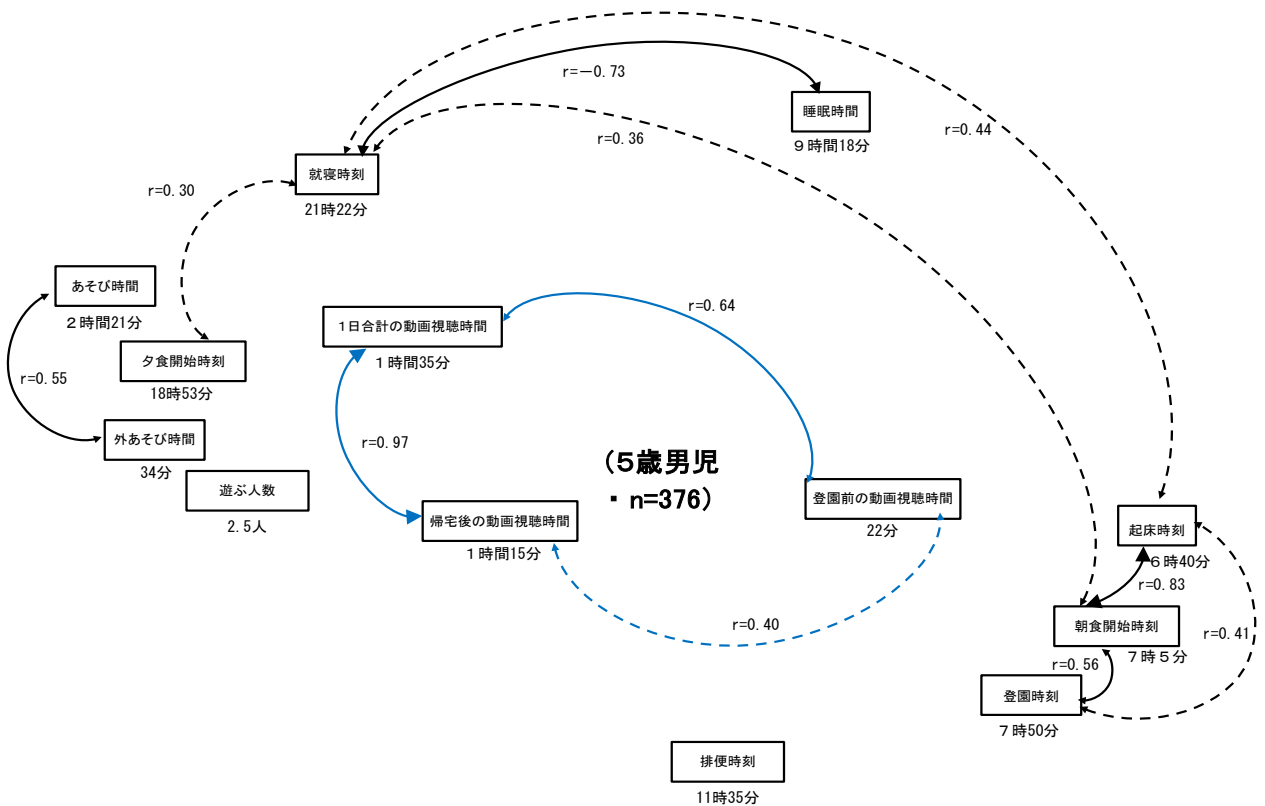 r=−0.73
睡眠時間
9時間18分
r=0.44
r=0.36
就寝時刻
21時22分
r=0.30
あそび時間
2時間21分
夕食開始時刻
18時53分
r=0.55
外あそび時間
34分
遊ぶ人数
2.5人
1日合計の動画視聴時間
1時間35分
r=0.64
r=0.97
(5歳男児
・n=376)
帰宅後の動画視聴時間
1時間15分
登園前の動画視聴時間
22分
r=0.40
起床時刻
6時40分
r=0.83
朝食開始時刻
7時5分
r=0.41
r=0.56
登園時刻
7時50分
排便時刻
11時35分